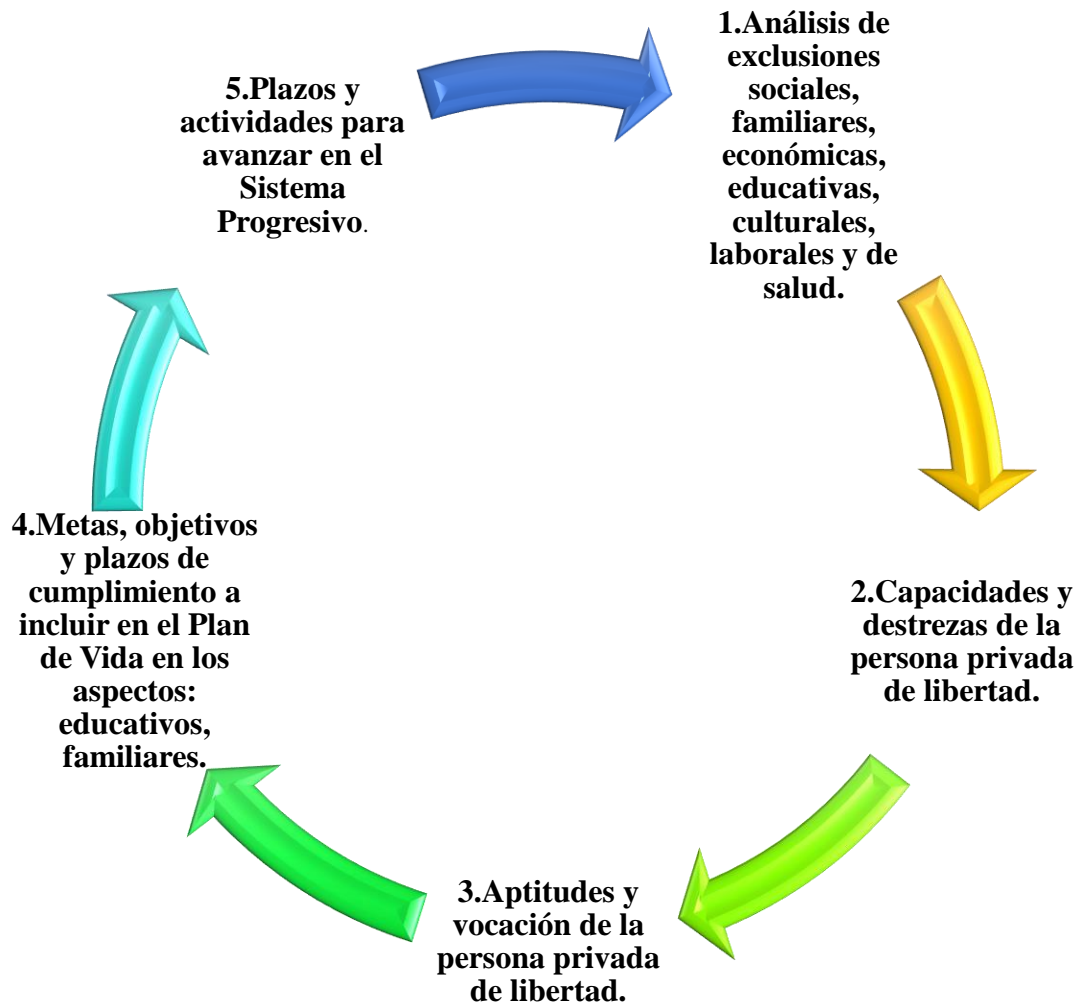 1.Análisis de
exclusiones
sociales,
familiares,
económicas,
educativas,
culturales,
laborales y de
salud.
2.Capacidades y
destrezas de la
persona privada
de libertad.
3.Aptitudes y
vocación de la
persona privada
de libertad.
4.Metas, objetivos
y plazos de
cumplimiento a
incluir en el Plan
de Vida en los
aspectos:
educativos,
familiares.
5.Plazos y
actividades para
avanzar en el
Sistema
Progresivo.